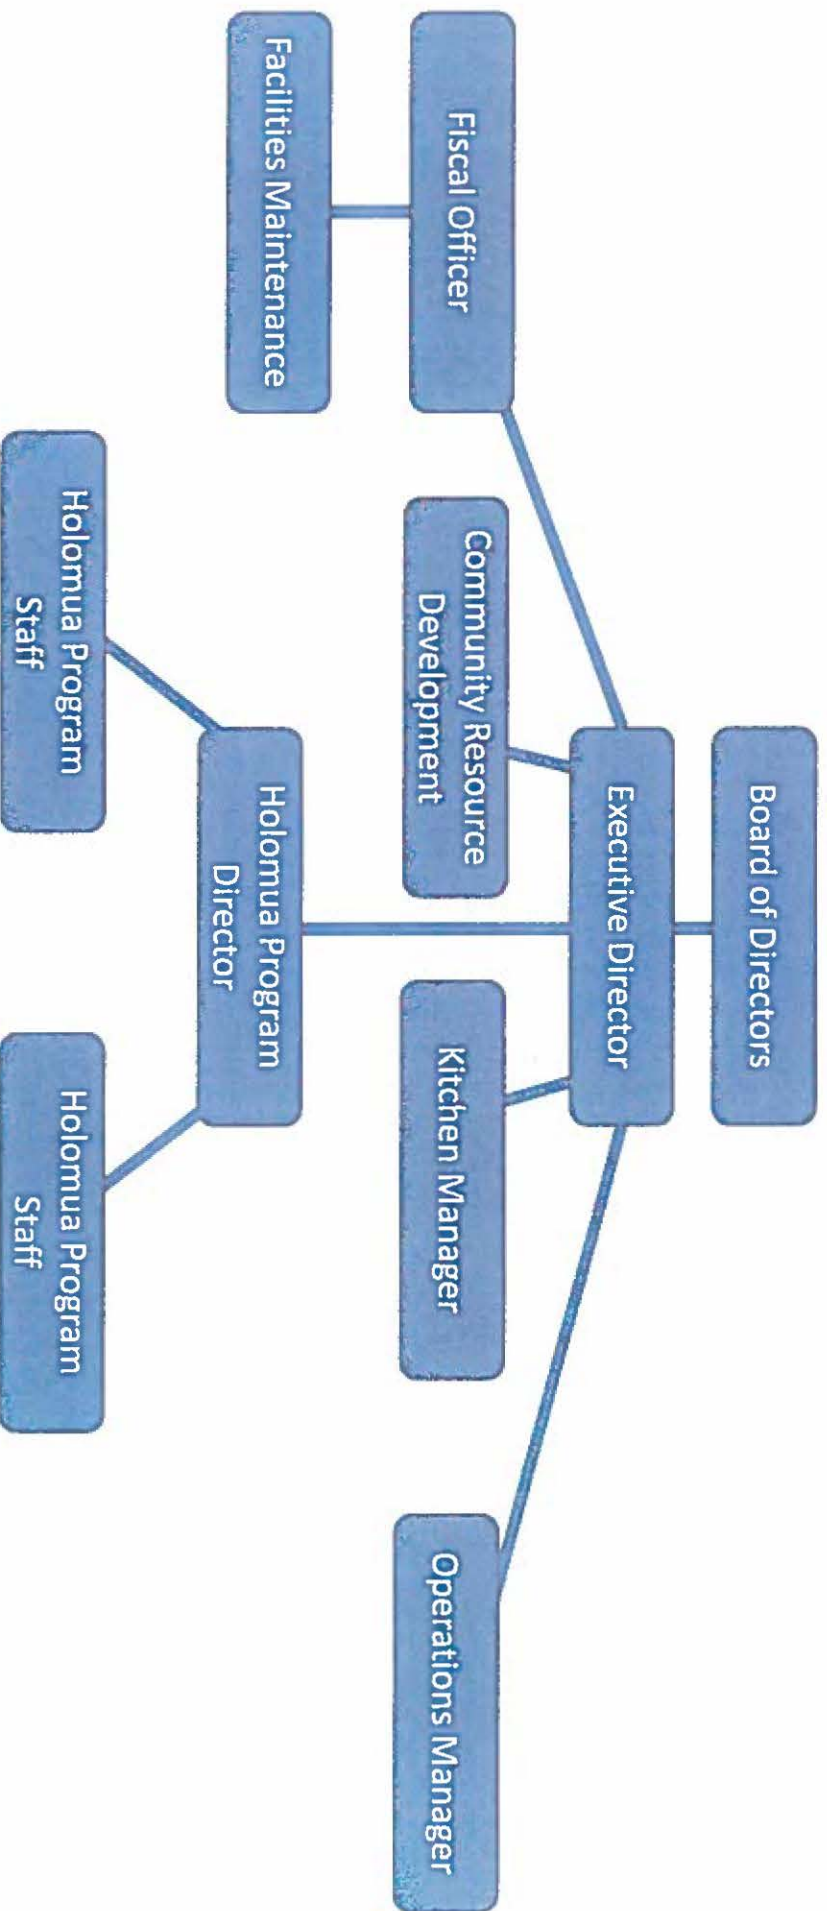 Board of Directors
Executive Director
Fiscal Officer
Community Resource
Development
Kitchen Manager
Operations Manager
Facilities Maintenance
Holomua Program
Director
Holomua Program
Staff
Holomua Program
Staff